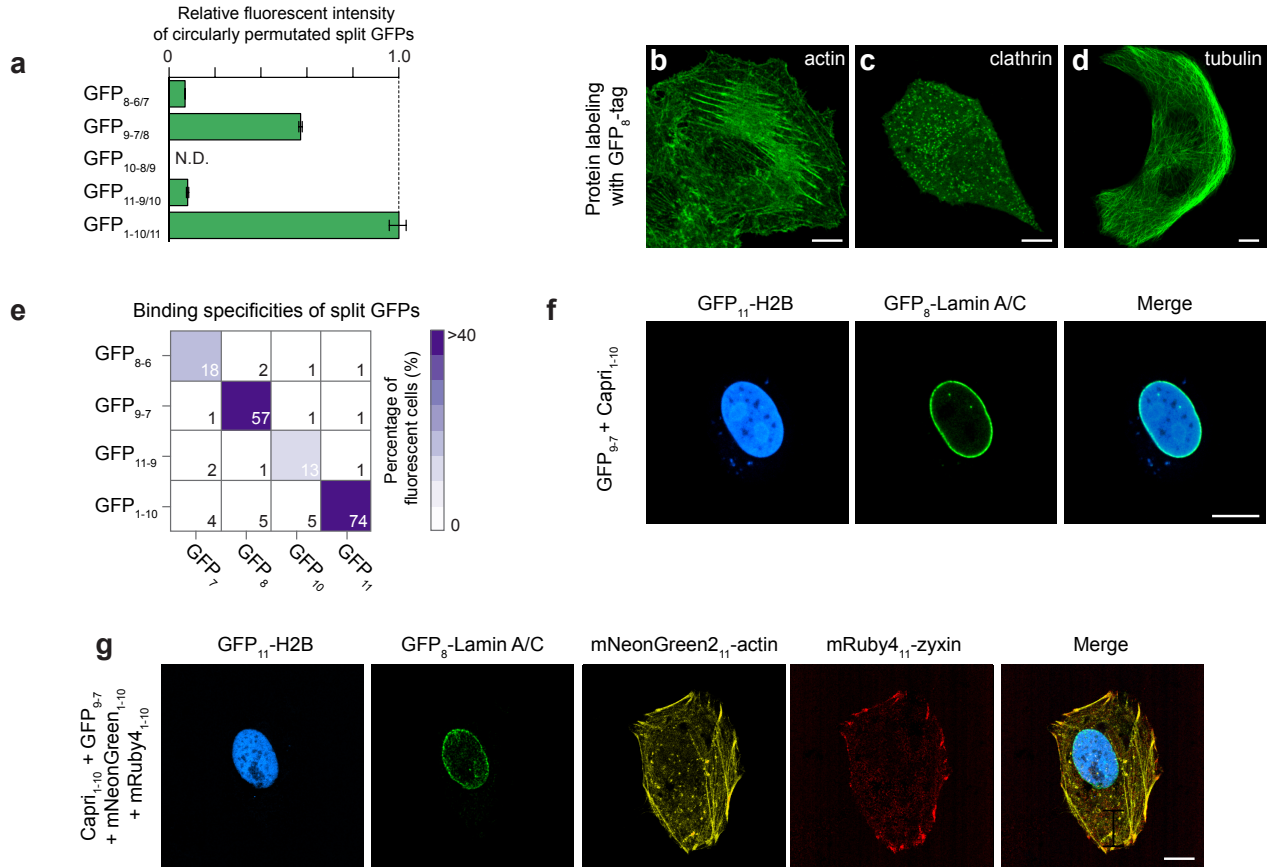 a
Relative fluorescent intensity
of circularly permutated split GFPs
0 1.0
GFP8-6/7
GFP9-7/8
GFP10-8/9 N.D.
GFP11-9/10
GFP1-10/11
Protein labeling
with GFP8-tag
b actin
c clathrin
d tubulin
e
Binding specificities of split GFPs
GFP8-6 18 2 1 1
GFP9-7 1 57 1 1
GFP11-9 2 1 13 1
GFP1-10 4 5 5 74
GFP7 GFP8 GFP10 GFP11
Percentage of
fluorescent cells (%)
>40
0
f
GFP11-H2B GFP8-Lamin A/C Merge
GFP9-7 + Capri1-10
g
GFP11-H2B GFP8-Lamin A/C mNeonGreen211-actin mRuby411-zyxin Merge
Capri1-10 + GFP9-7
+ mNeonGreen1-10
+ mRuby41-10